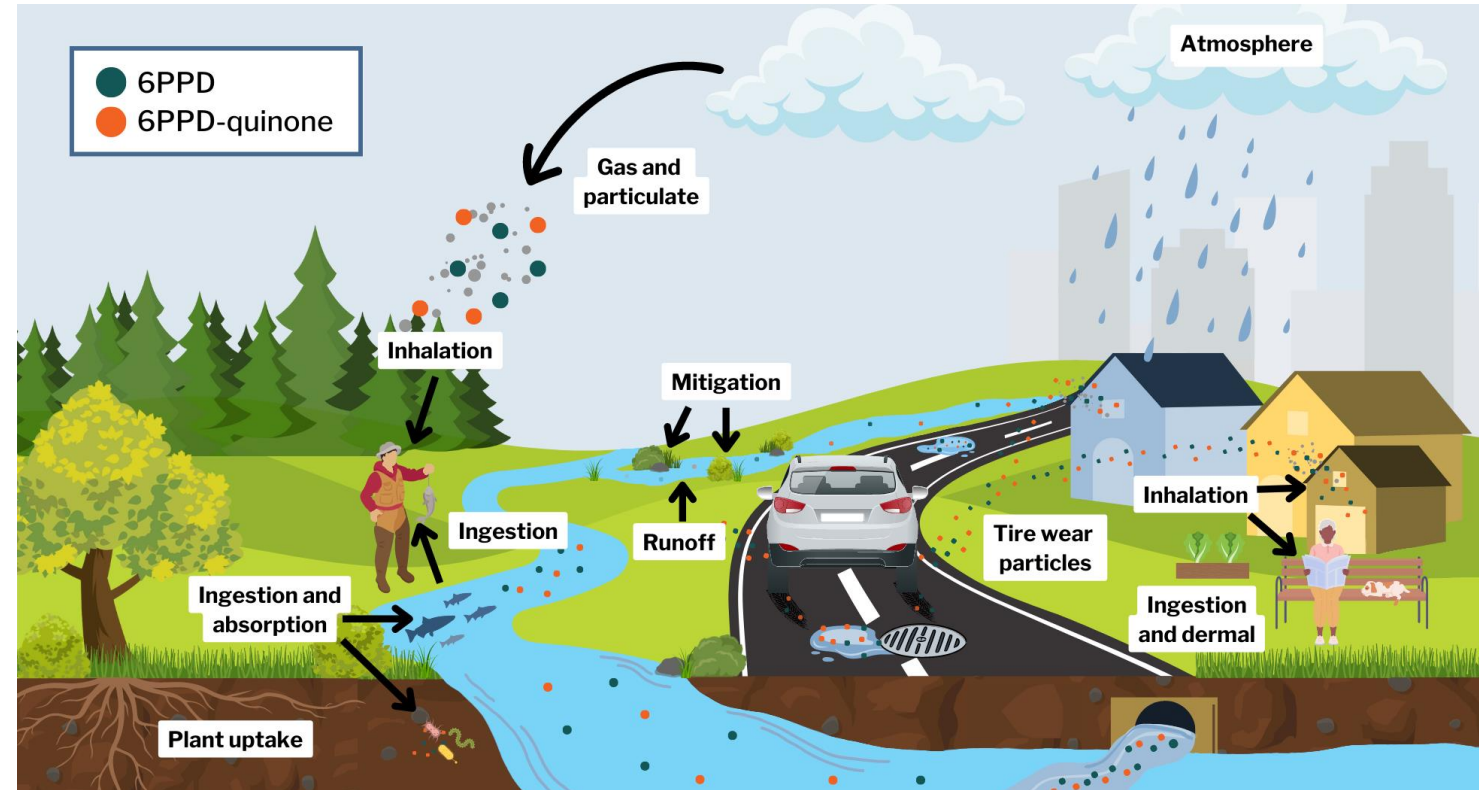 6PPD
6PPD-quinone
Atmosphere
Gas and
particulate
Inhalation
Mitigation
Inhalation
Ingestion
Runoff
Tire wear
particles
Ingestion and
absorption
Ingestion
and dermal
Plant uptake